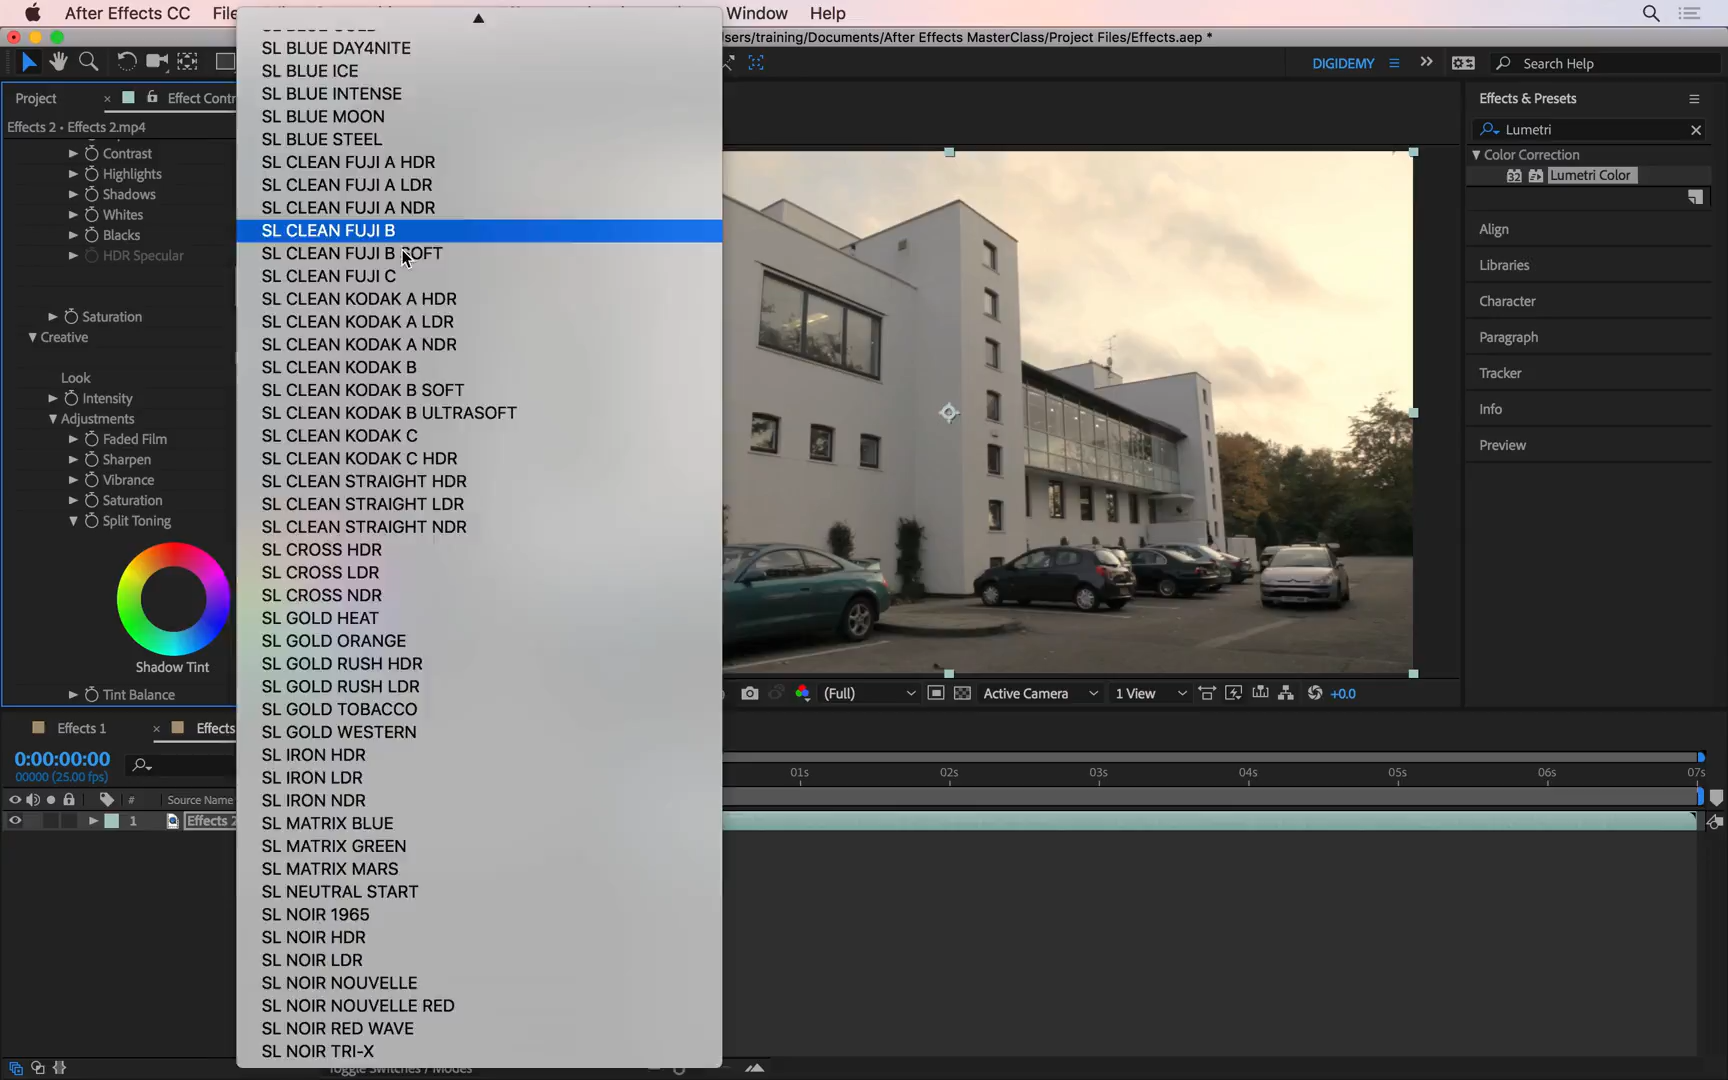 After Effects CC Fil Window Help
sers/training/Documents/After Effects MasterClass/Project Files/Effects.aep *
DIGIDEMY Search Help
Project Effect Contr
Effects 2 • Effects 2.mp4
Contrast
Highlights
Shadows
Whites
Blacks
HDR Specular
Saturation
Creative
Look
Intensity
Adjustments
Faded Film
Sharpen
Vibrance
Saturation
Split Toning
Shadow Tint
Tint Balance
SL BLUE DAY4NITE
SL BLUE ICE
SL BLUE INTENSE
SL BLUE MOON
SL BLUE STEEL
SL CLEAN FUJI A HDR
SL CLEAN FUJI A LDR
SL CLEAN FUJI A NDR
SL CLEAN FUJI B
SL CLEAN FUJI B SOFT
SL CLEAN FUJI C
SL CLEAN KODAK A HDR
SL CLEAN KODAK A LDR
SL CLEAN KODAK A NDR
SL CLEAN KODAK B
SL CLEAN KODAK B SOFT
SL CLEAN KODAK B ULTRASOFT
SL CLEAN KODAK C
SL CLEAN KODAK C HDR
SL CLEAN STRAIGHT HDR
SL CLEAN STRAIGHT LDR
SL CLEAN STRAIGHT NDR
SL CROSS HDR
SL CROSS LDR
SL CROSS NDR
SL GOLD HEAT
SL GOLD ORANGE
SL GOLD RUSH HDR
SL GOLD RUSH LDR
SL GOLD TOBACCO
SL GOLD WESTERN
SL IRON HDR
SL IRON LDR
SL IRON NDR
SL MATRIX BLUE
SL MATRIX GREEN
SL MATRIX MARS
SL NEUTRAL START
SL NOIR 1965
SL NOIR HDR
SL NOIR LDR
SL NOIR NOUVELLE
SL NOIR NOUVELLE RED
SL NOIR RED WAVE
SL NOIR TRI-X
Effects & Presets
Lumetri
Color Correction
32 Lumetri Color
Align
Libraries
Character
Paragraph
Tracker
Info
Preview
(Full) Active Camera 1 View +0.0
Effects 1 Effects
0:00:00:00
00000 (25.00 fps)
01s 02s 03s 04s 05s 06s 07s
# Source Name
1 Effects 2
Toggle Switches / Modes